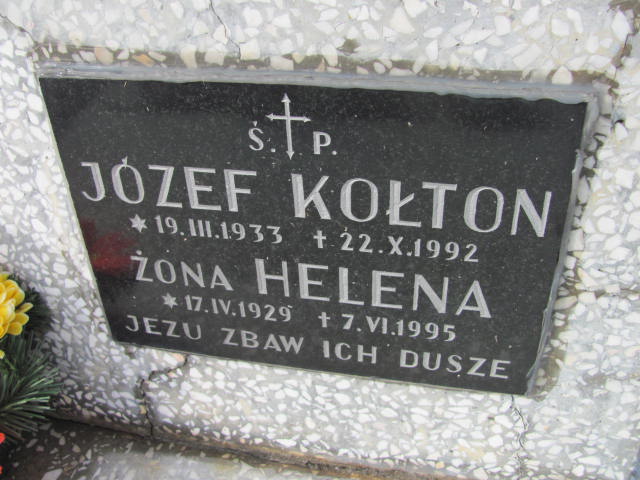 Ś. P.
JÓZEF KOŁTON
* 19.III.1933 + 22.X.1992
ŻONA HELENA
* 17.IV.1929 + 7.VI.1995
JEZU ZBAW ICH DUSZE